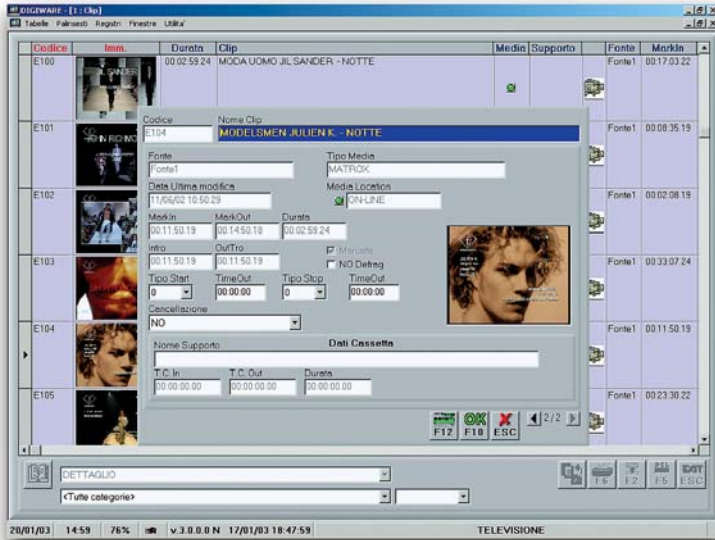 DIGIWARE - [1 : Clip]
Tabelle Palinsesti Registri Finestre Utilita'
Codice Imm. Durata Clip Media Supporto Fonte MarkIn
E100 00:02:59.24 MODA UOMO JIL SANDER - NOTTE Fonte1 00:17:03.22
JIL SANDER
E101 Fonte1 00:08:35.19
E102 Fonte1 00:02:08.19
E103 Fonte1 00:33:07.24
E104 Fonte1 00:11:50.19
E105 Fonte1 00:23:30.22
Codice Nome Clip
E104 MODELSMEN JULIEN K. - NOTTE
Fonte Tipo Media
Fonte1 MATROX
Data Ultima modifica Media Location
11/06/02 10.50.29 ON-LINE
MarkIn MarkOut Durata
00:11:50.19 00:14:50.18 00:02:59.24
Intro OutTro Marcata
00:11:50.19 00:11:50.19 NO Defrag
Tipo Start TimeOut Tipo Stop TimeOut
0 00:00:00 0 00:00:00
Cancellazione
NO
Nome Supporto Dati Cassetta
T.C. In T.C. Out Durata
00:00:00.00 00:00:00.00 00:00:00.00
F12 OK F10 ESC 2/2
DETTAGLIO
F6 F2 F5 EXIT ESC
<Tutte categorie>
20/01/03 14:59 76% v.3.0.0.0 N 17/01/03 18:47:59 TELEVISIONE